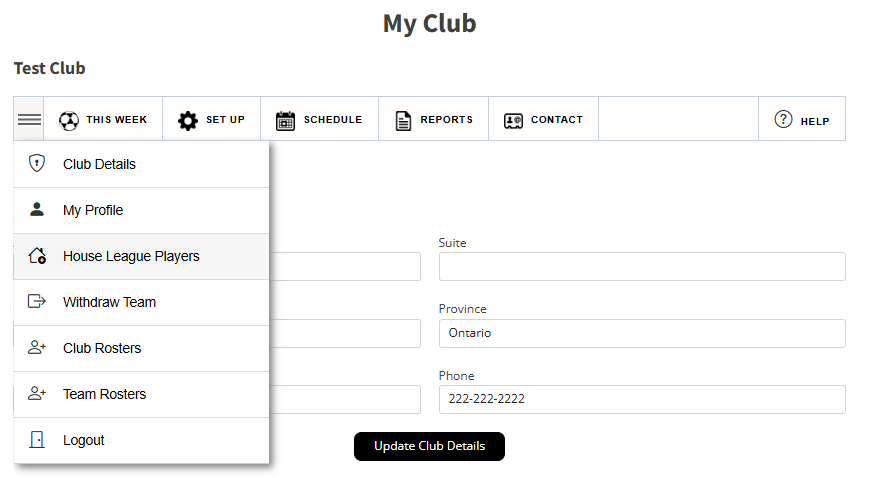 My Club
Test Club
THIS WEEK SET UP SCHEDULE REPORTS CONTACT HELP
Club Details
My Profile
House League Players
Withdraw Team
Club Rosters
Team Rosters
Logout
Suite
Province
Ontario
Phone
222-222-2222
Update Club Details